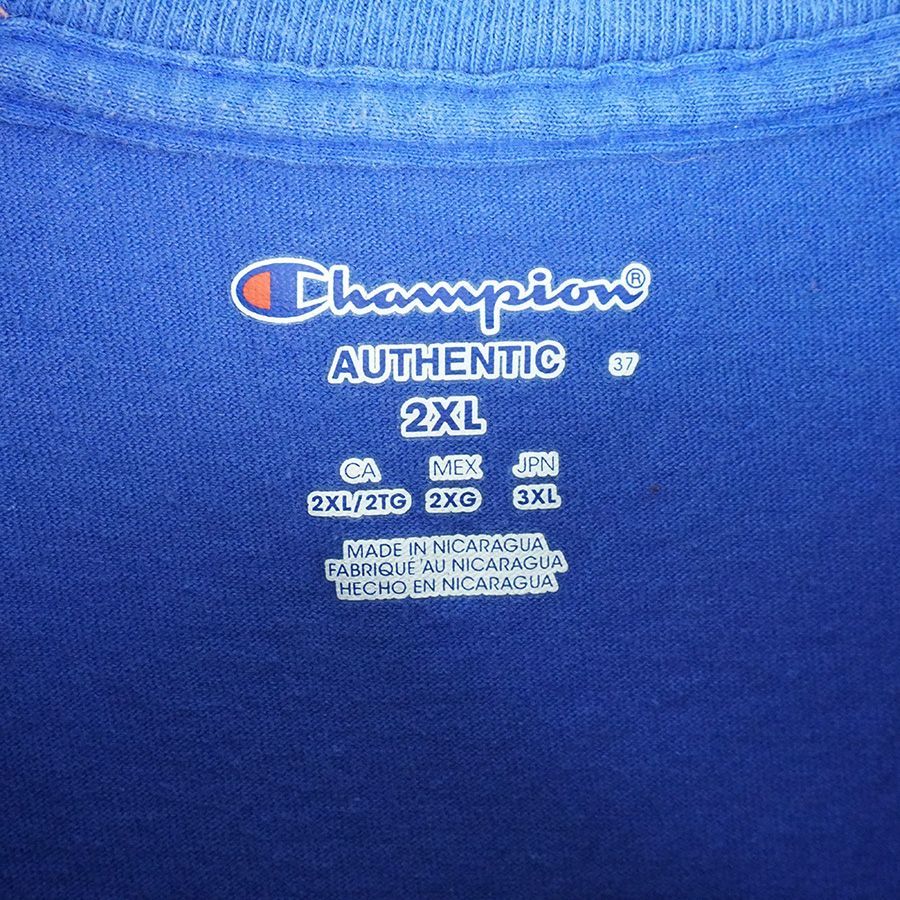 Champion®
AUTHENTIC 37
2XL
CA MEX JPN
2XL/2TG 2XG 3XL
MADE IN NICARAGUA
FABRIQUÉ AU NICARAGUA
HECHO EN NICARAGUA